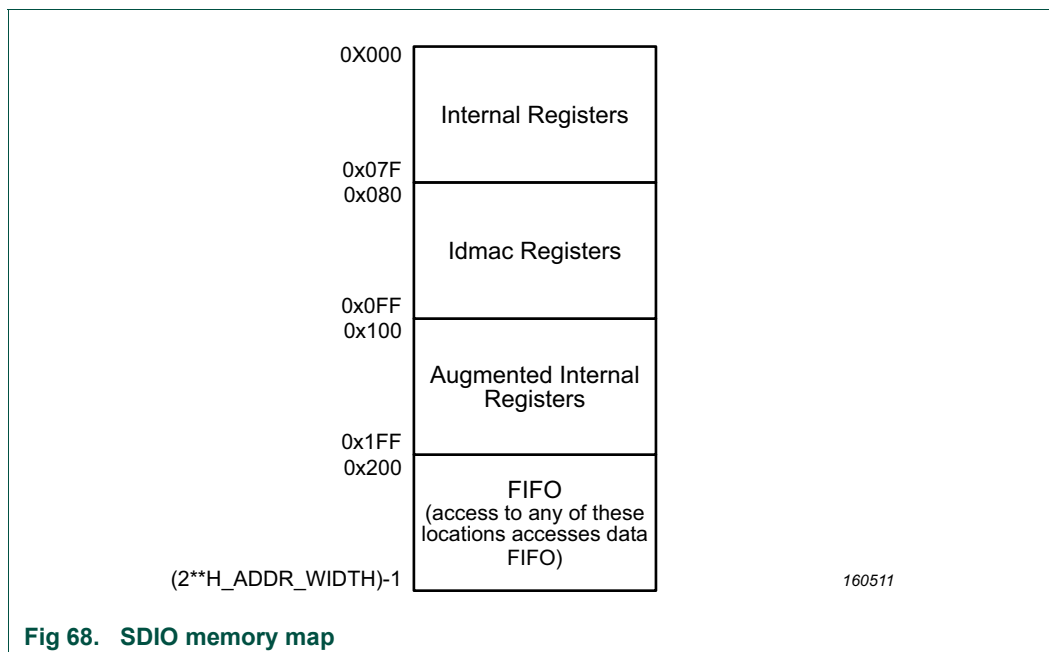 0X000
Internal Registers
0x07F
0x080
Idmac Registers
0x0FF
0x100
Augmented Internal
Registers
0x1FF
0x200
FIFO
(access to any of these
locations accesses data
FIFO)
(2**H_ADDR_WIDTH)-1
160511
Fig 68. SDIO memory map